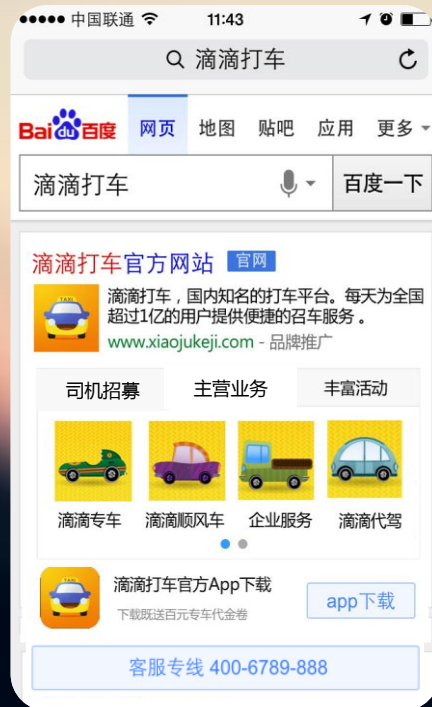 中国联通 11:43
滴滴打车
Bai du 百度 网页 地图 贴吧 应用 更多
滴滴打车 百度一下
滴滴打车官方网站 官网
滴滴打车，国内知名的打车平台。每天为全国
超过1亿的用户提供便捷的召车服务。
www.xiaojukeji.com - 品牌推广
司机招募 主营业务 丰富活动
滴滴专车 滴滴顺风车 企业服务 滴滴代驾
TAXI
滴滴打车官方App下载
下载既送百元专车代金卷
app下载
客服专线 400-6789-888